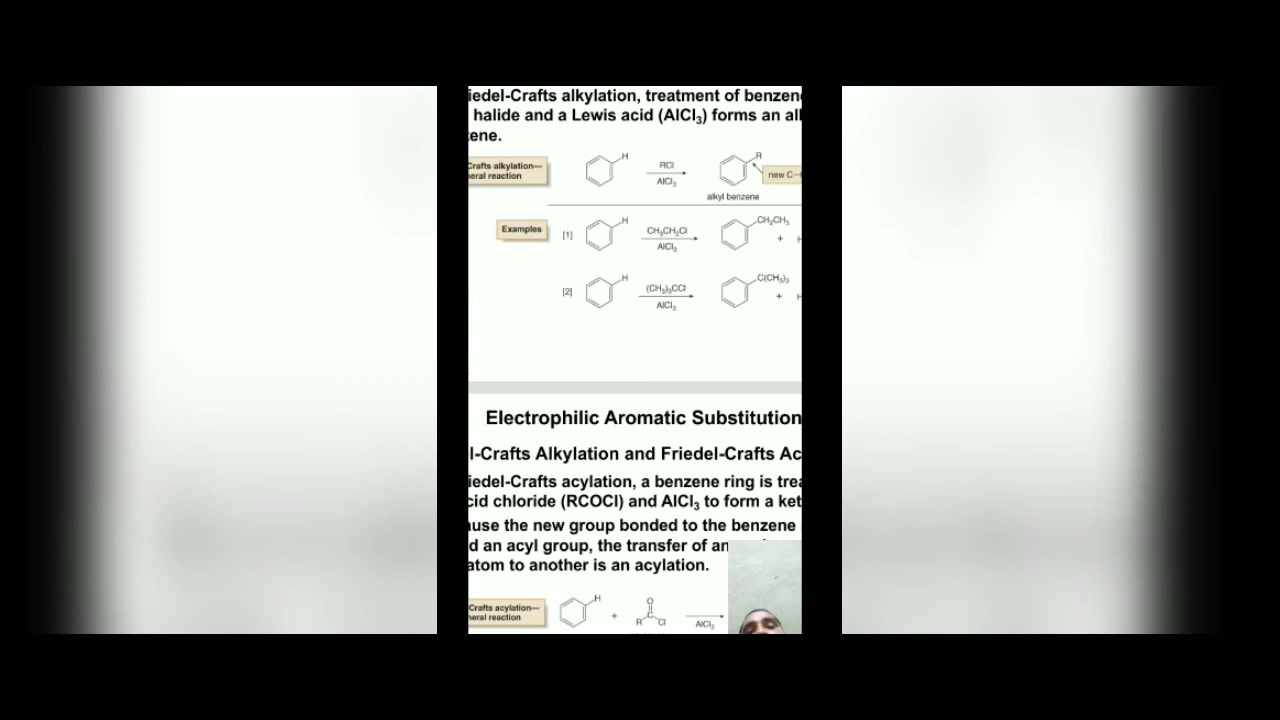 iedel-Crafts alkylation, treatment of benzen
halide and a Lewis acid (AlCl₃) forms an al
ene.
Crafts alkylation—
eral reaction
H
RCl
AlCl₃
R
new C–
alkyl benzene
Examples
[1]
H
CH₃CH₂Cl
AlCl₃
CH₂CH₃
+ H
[2]
H
(CH₃)₃CCl
AlCl₃
C(CH₃)₃
+ H
Electrophilic Aromatic Substitution
l-Crafts Alkylation and Friedel-Crafts Ac
iedel-Crafts acylation, a benzene ring is trea
cid chloride (RCOCl) and AlCl₃ to form a ket
ause the new group bonded to the benzene
d an acyl group, the transfer of an
atom to another is an acylation.
Crafts acylation—
eral reaction
H
+
O
R C Cl
AlCl₃